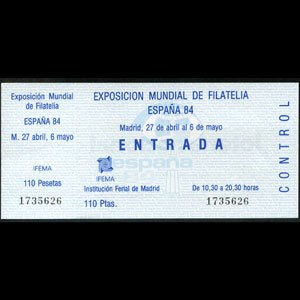 Exposición Mundial
de Filatelia
ESPAÑA 84
M. 27 abril, 6 mayo
IFEMA
110 Pesetas
1735626
EXPOSICION MUNDIAL DE FILATELIA
ESPAÑA 84
Madrid, 27 de abril al 6 de mayo
ENTRADA
españa
IFEMA
Institución Ferial de Madrid
De 10,30 a 20,30 horas
110 Ptas.
1735626
CONTROL